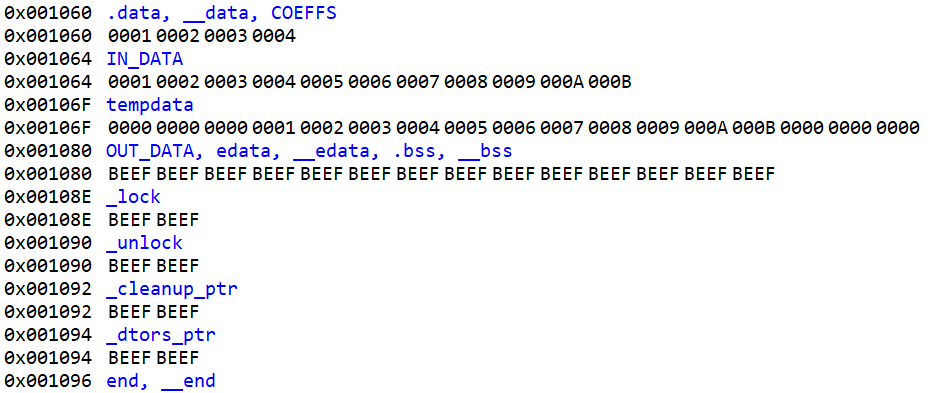 0x001060 .data, __data, COEFFS
0x001060 0001 0002 0003 0004
0x001064 IN_DATA
0x001064 0001 0002 0003 0004 0005 0006 0007 0008 0009 000A 000B
0x00106F tempdata
0x00106F 0000 0000 0000 0001 0002 0003 0004 0005 0006 0007 0008 0009 000A 000B 0000 0000 0000
0x001080 OUT_DATA, edata, __edata, .bss, __bss
0x001080 BEEF BEEF BEEF BEEF BEEF BEEF BEEF BEEF BEEF BEEF BEEF BEEF BEEF BEEF
0x00108E _lock
0x00108E BEEF BEEF
0x001090 _unlock
0x001090 BEEF BEEF
0x001092 _cleanup_ptr
0x001092 BEEF BEEF
0x001094 _dtors_ptr
0x001094 BEEF BEEF
0x001096 end, __end